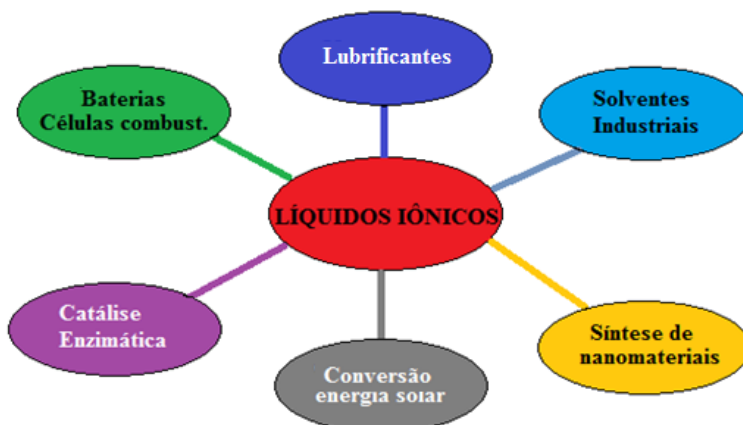 Lubrificantes
Baterias
Células combust.
Solventes
Industriais
LÍQUIDOS IÔNICOS
Catálise
Enzimática
Síntese de
nanomateriais
Conversão
energia solar